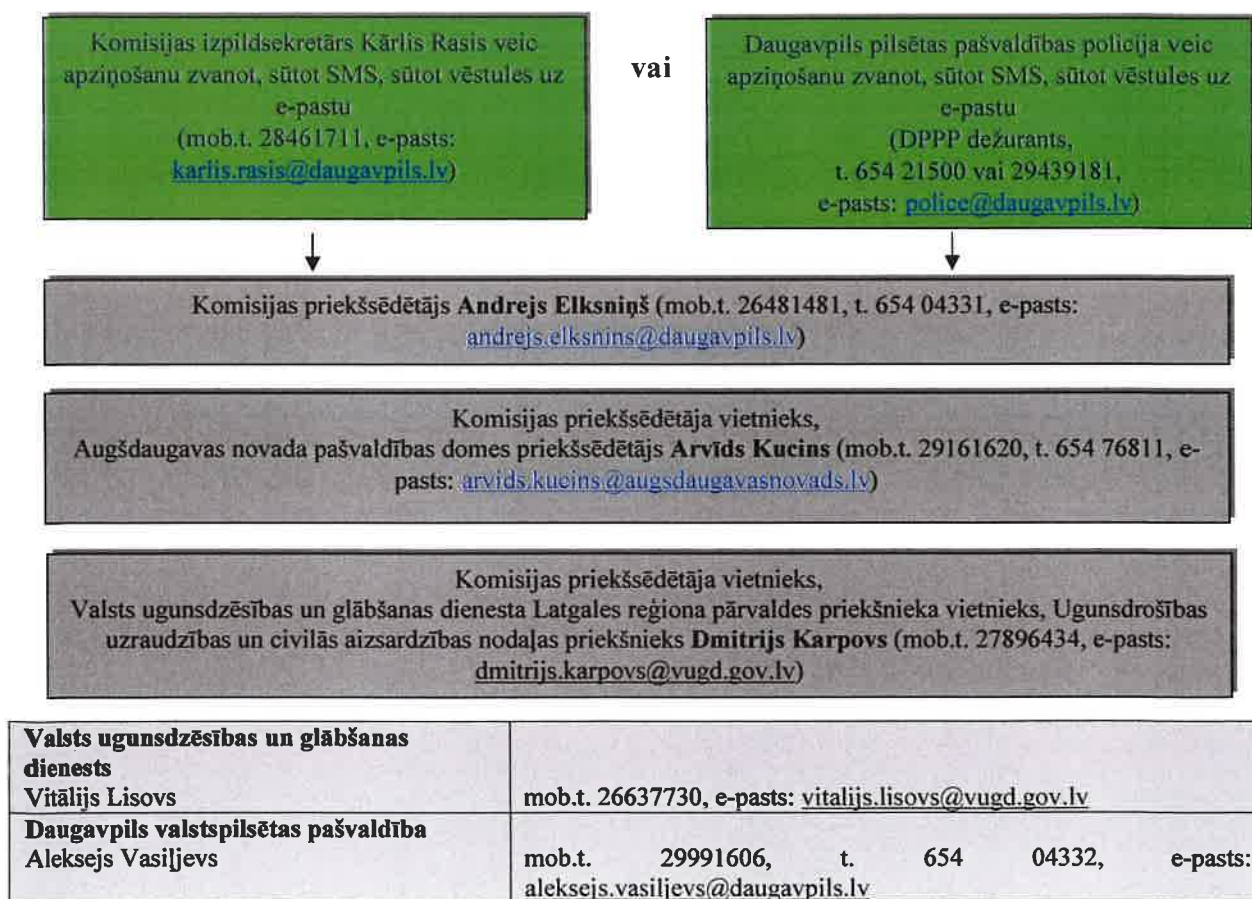 Komisijas izpildsekretārs Kārlis Rasis veic
apziņošanu zvanot, sūtot SMS, sūtot vēstules uz
e-pastu
(mob.t. 28461711, e-pasts:
karlis.rasis@daugavpils.lv)
vai
Daugavpils pilsētas pašvaldības policija veic
apziņošanu zvanot, sūtot SMS, sūtot vēstules uz
e-pastu
(DPPP dežurants,
t. 654 21500 vai 29439181,
e-pasts: police@daugavpils.lv)
Komisijas priekšsēdētājs Andrejs Elksniņš (mob.t. 26481481, t. 654 04331, e-pasts:
andrejs.elksnins@daugavpils.lv)
Komisijas priekšsēdētāja vietnieks,
Augšdaugavas novada pašvaldības domes priekšsēdētājs Arvīds Kucins (mob.t. 29161620, t. 654 76811, e-
pasts: arvids.kucins@augsdaugavasnovads.lv)
Komisijas priekšsēdētāja vietnieks,
Valsts ugunsdzēsības un glābšanas dienesta Latgales reģiona pārvaldes priekšnieka vietnieks, Ugunsdrošības
uzraudzības un civilās aizsardzības nodaļas priekšnieks Dmitrijs Karpovs (mob.t. 27896434, e-pasts:
dmitrijs.karpovs@vugd.gov.lv)
Valsts ugunsdzēsības un glābšanas
dienests
Vitālijs Lisovs
mob.t. 26637730, e-pasts: vitalijs.lisovs@vugd.gov.lv
Daugavpils valstspilsētas pašvaldība
Aleksejs Vasiļjevs
mob.t. 29991606, t. 654 04332, e-pasts:
aleksejs.vasiljevs@daugavpils.lv